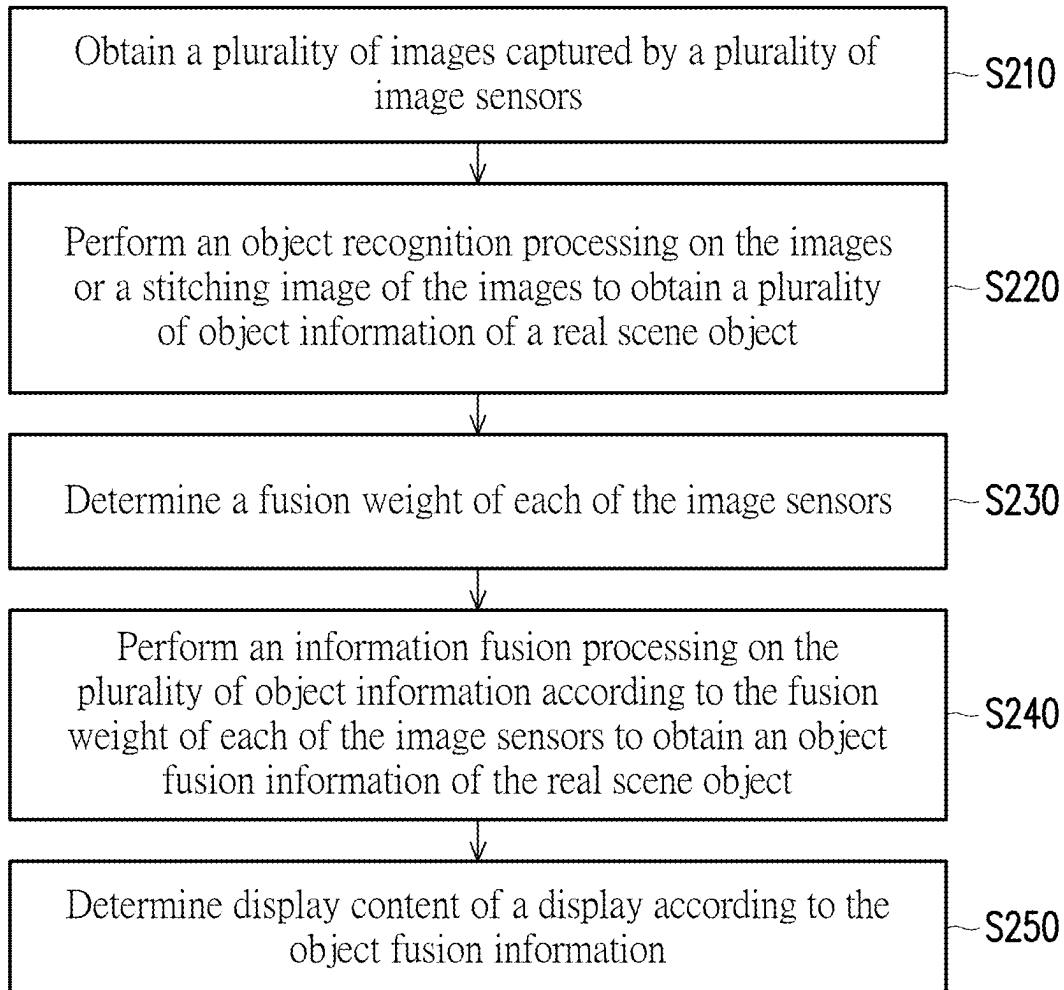 Obtain a plurality of images captured by a plurality of
image sensors
S210
Perform an object recognition processing on the images
or a stitching image of the images to obtain a plurality
of object information of a real scene object
S220
Determine a fusion weight of each of the image sensors
S230
Perform an information fusion processing on the
plurality of object information according to the fusion
weight of each of the image sensors to obtain an object
fusion information of the real scene object
S240
Determine display content of a display according to the
object fusion information
S250